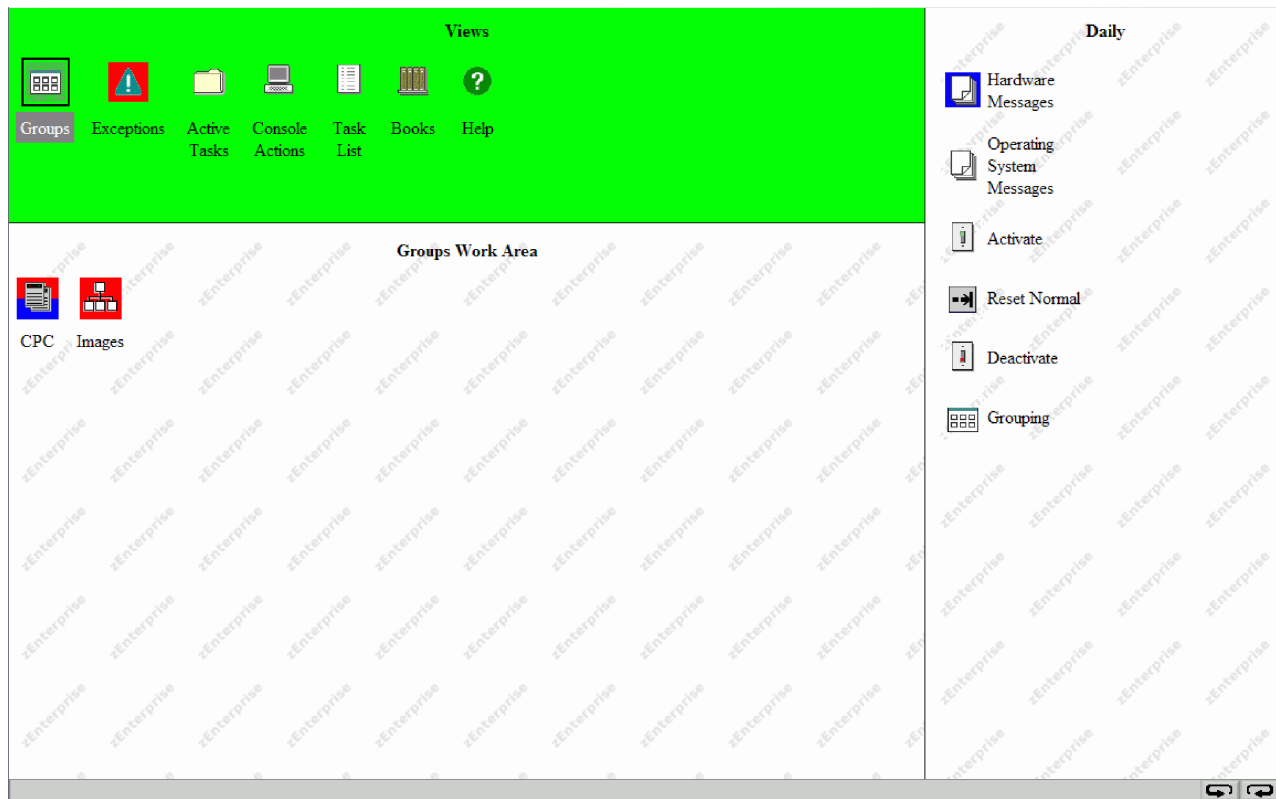 Views
Groups
Exceptions
Active
Tasks
Console
Actions
Task
List
Books
Help
Groups Work Area
CPC
Images
Daily
Hardware
Messages
Operating
System
Messages
Activate
Reset Normal
Deactivate
Grouping
zEnterprise